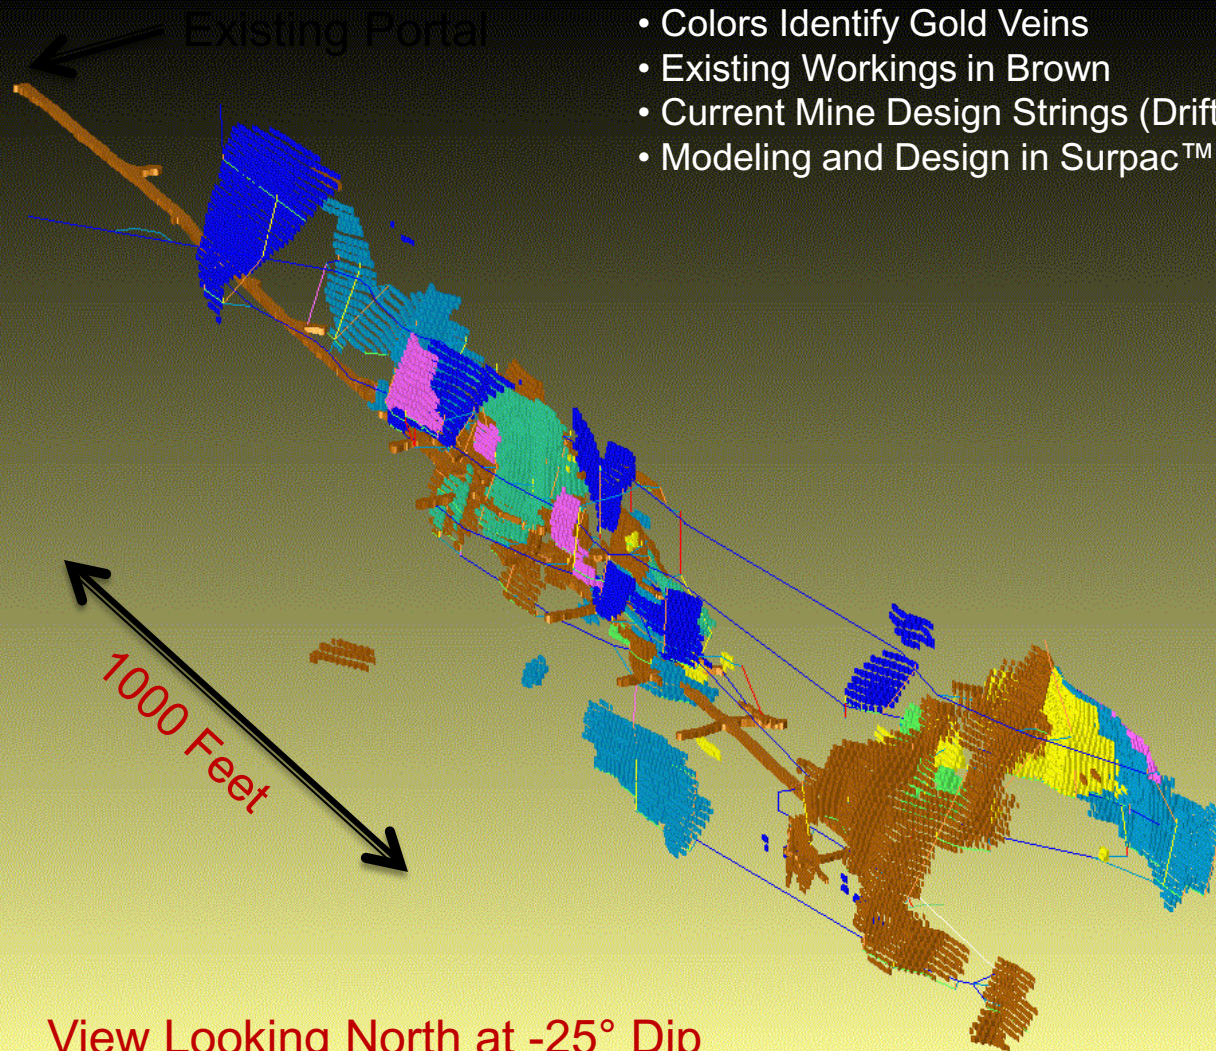 Existing Portal
• Colors Identify Gold Veins
• Existing Workings in Brown
• Current Mine Design Strings (Drift
• Modeling and Design in Surpac™
1000 Feet
View Looking North at -25° Dip